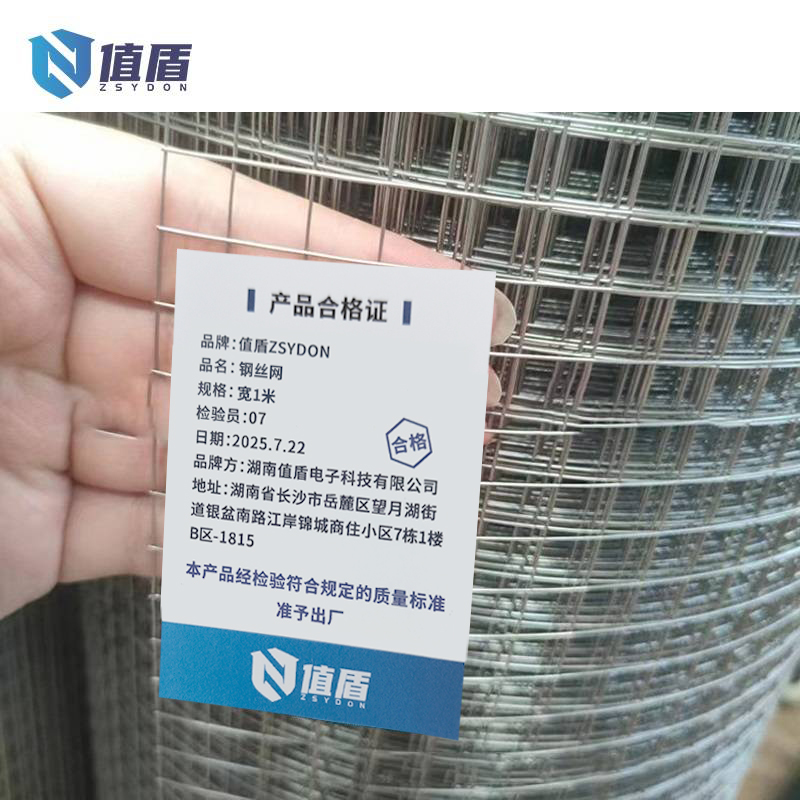 值盾
ZSYDON
产品合格证
品牌:值盾ZSYDON
品名:钢丝网
规格:宽1米
检验员:07
日期:2025.7.22
合格
品牌方:湖南值盾电子科技有限公司
地址:湖南省长沙市岳麓区望月湖街
道银盆南路江岸锦城商住小区7栋1楼
B区-1815
本产品经检验符合规定的质量标准
准予出厂
值盾
ZSYDON